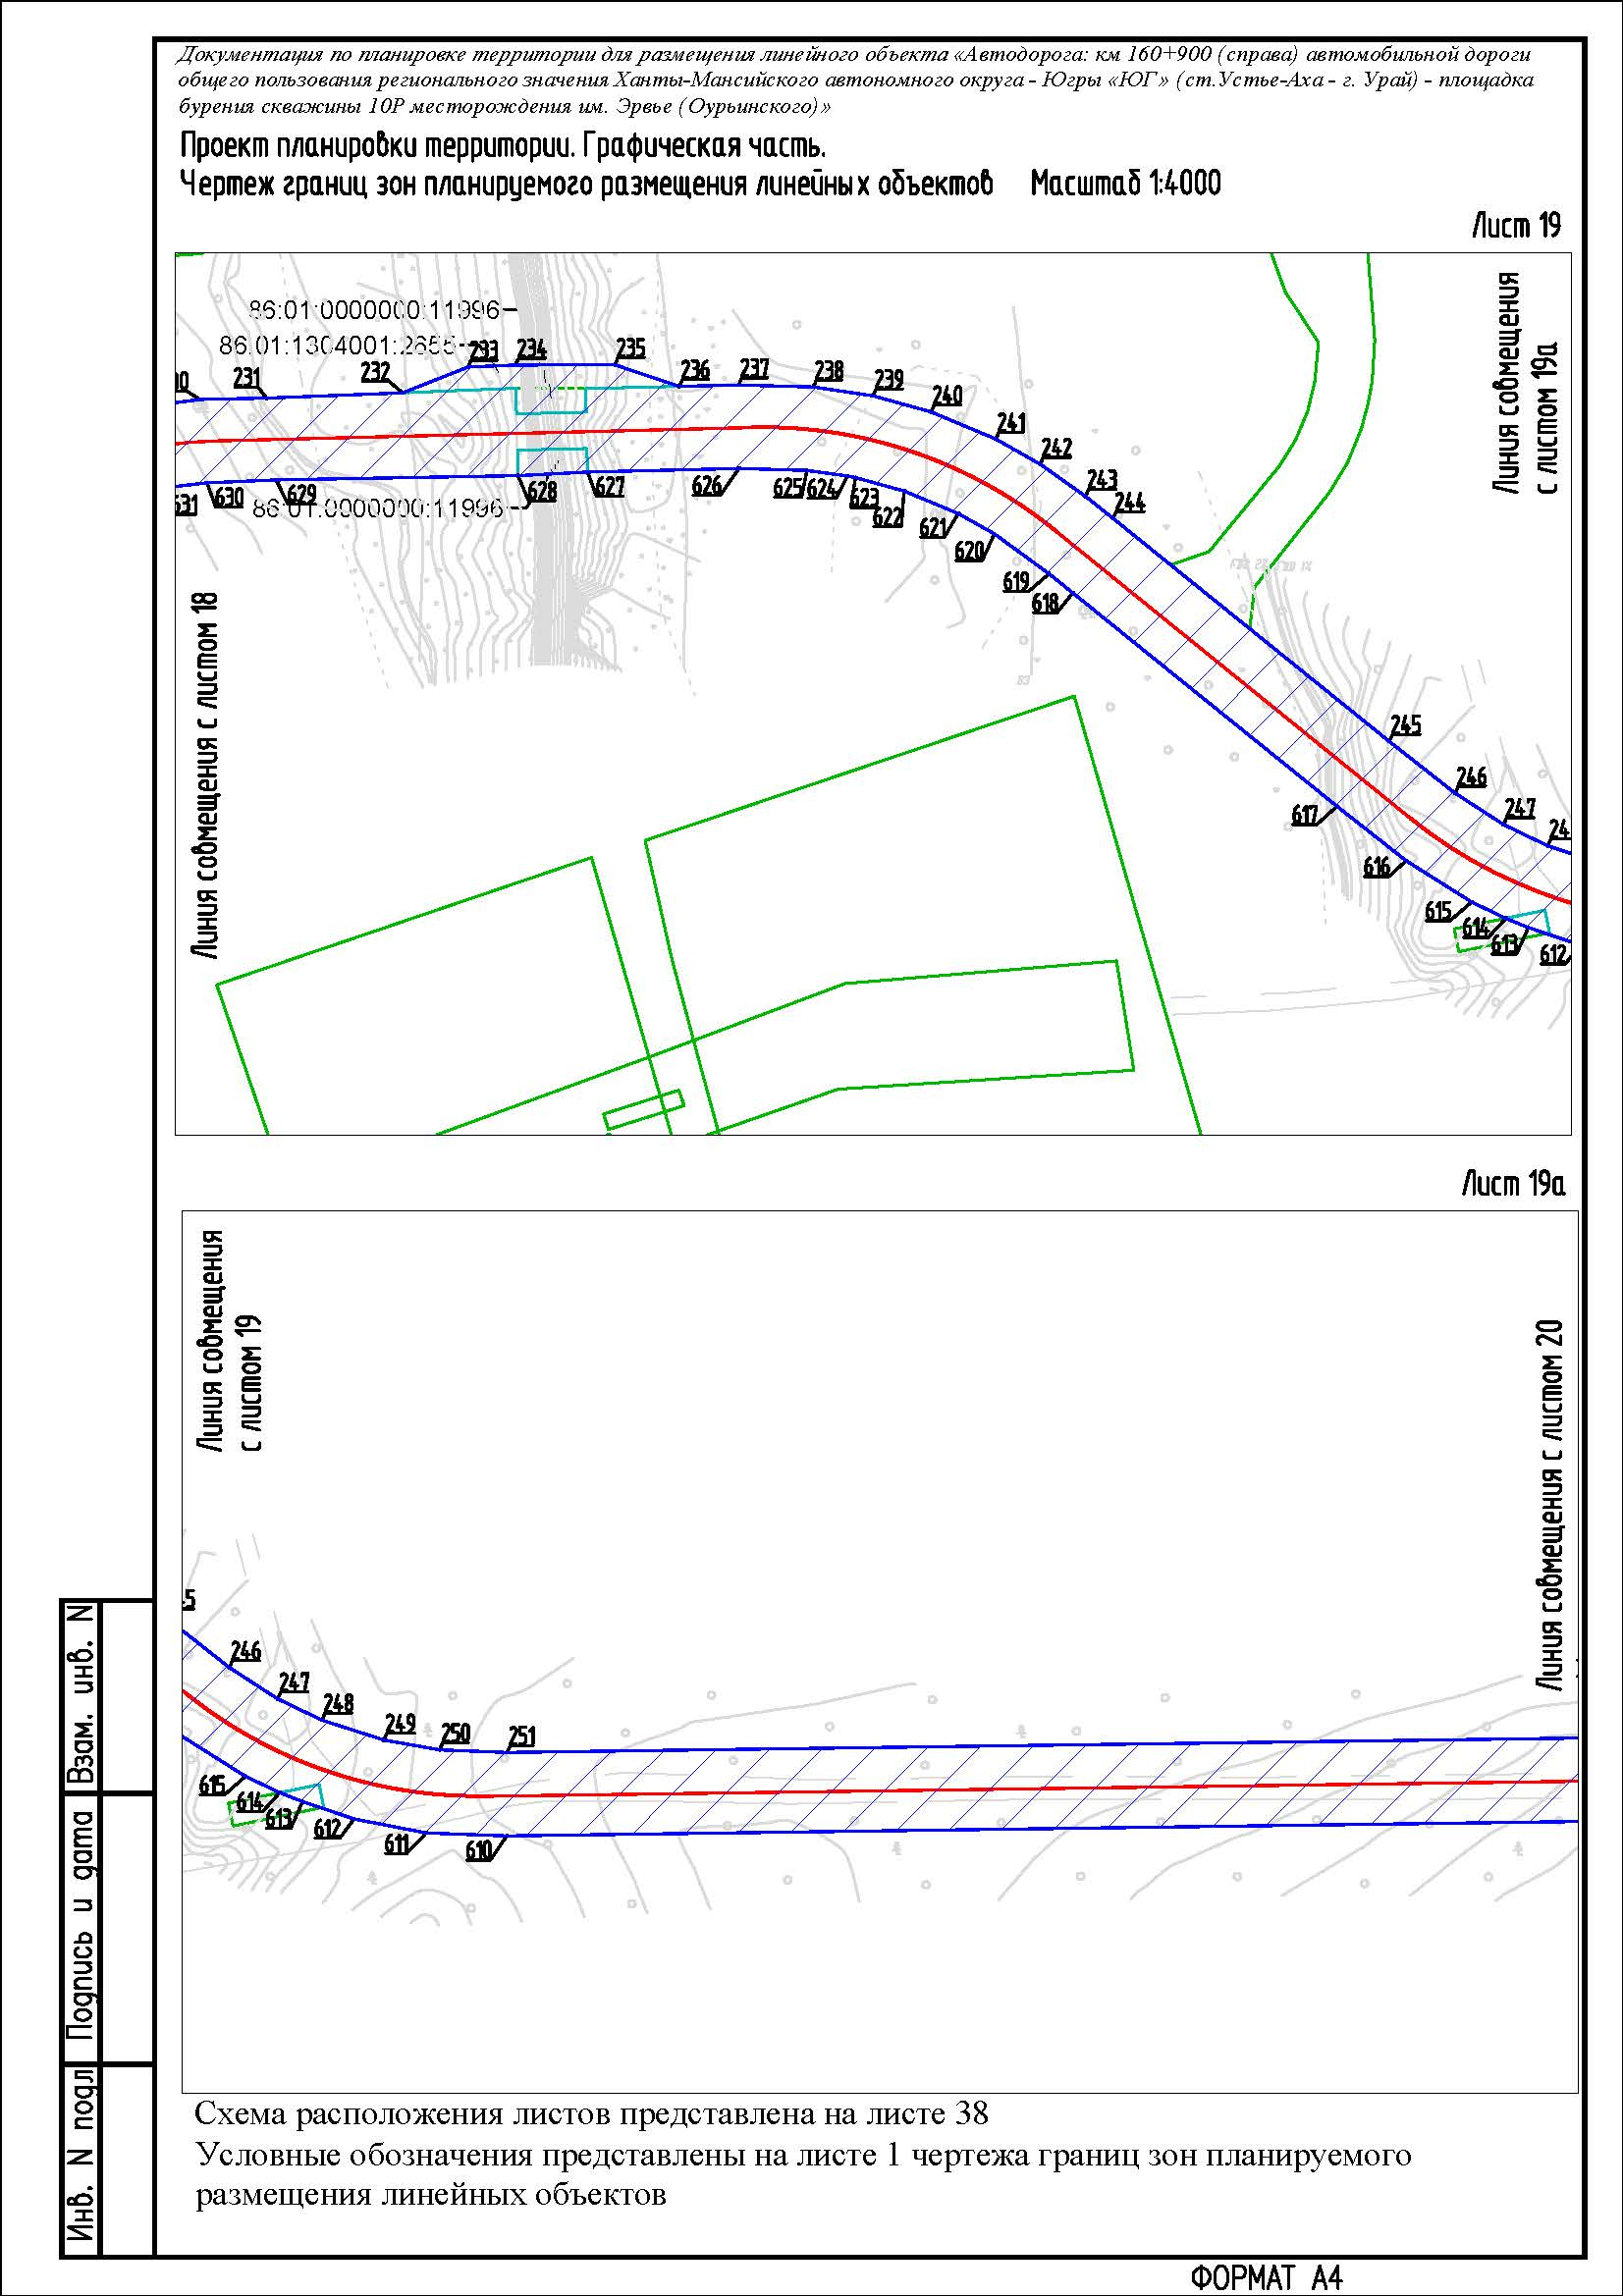 Документация по планировке территории для размещения линейного объекта «Автодорога: км 160+900 (справа) автомобильной дороги
общего пользования регионального значения Ханты-Мансийского автономного округа - Югры «ЮГ» (ст.Устье-Аха - г. Урай) - площадка
бурения скважины 10Р месторождения им. Эрвье (Оурьинского)»
Проект планировки территории. Графическая часть.
Чертеж границ зон планируемого размещения линейных объектов Масштаб 1:4000
Лист 19
Линия совмещения
с листом 19а
86:01:0000000:11996
86:01:1304001:2655
231
232
233
234
235
236
237
238
239
240
241
242
243
244
245
246
247
24
631
630
629
86:01:0000000:11996
628
627
626
625
624
623
622
621
620
619
618
617
616
615
614
613
612
Линия совмещения с листом 18
Лист 19а
Линия совмещения
с листом 19
Линия совмещения с листом 20
246
247
248
249
250
251
615
614
613
612
611
610
Схема расположения листов представлена на листе 38
Условные обозначения представлены на листе 1 чертежа границ зон планируемого
размещения линейных объектов
Взам. инв. N
Подпись и дата
Инв. N подл
ФОРМАТ А4